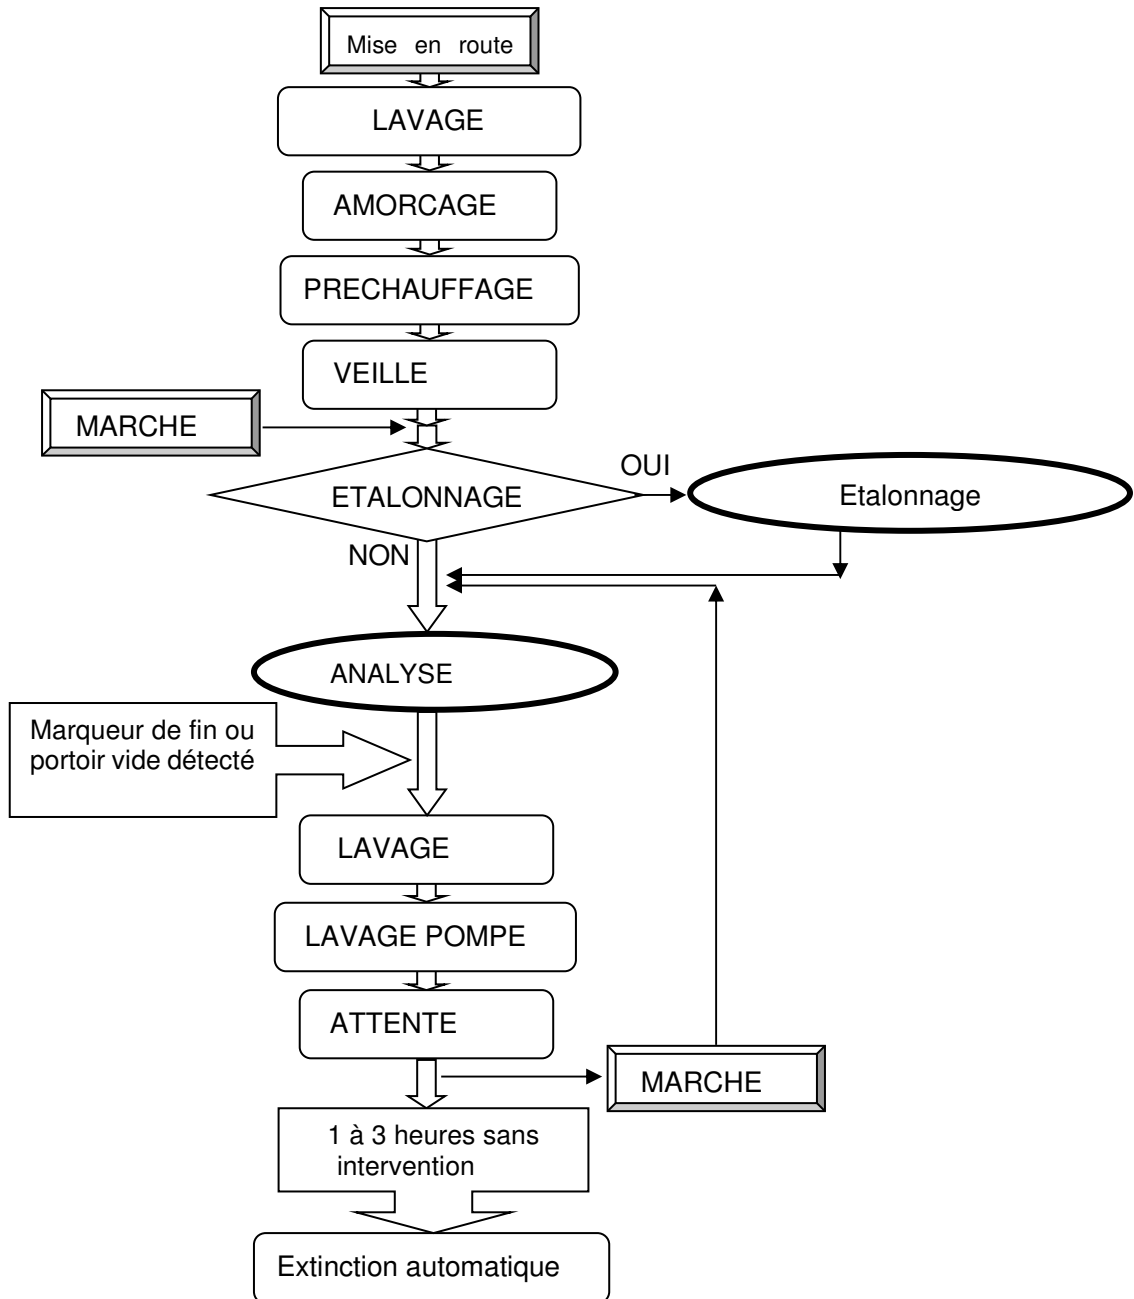 Mise en route
LAVAGE
AMORCAGE
PRECHAUFFAGE
VEILLE
MARCHE
ETALONNAGE
OUI
Etalonnage
NON
ANALYSE
Marqueur de fin ou
portoir vide détecté
LAVAGE
LAVAGE POMPE
ATTENTE
MARCHE
1 à 3 heures sans
intervention
Extinction automatique